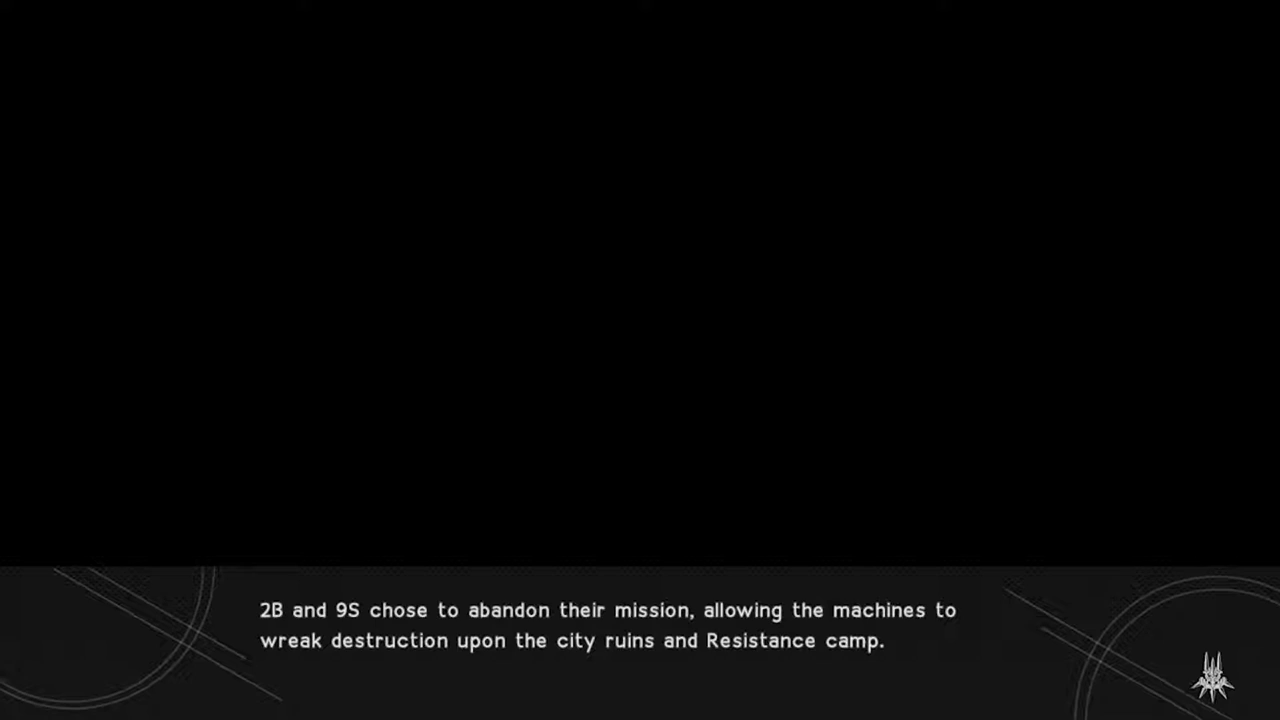 2B and 9S chose to abandon their mission, allowing the machines to
wreak destruction upon the city ruins and Resistance camp.